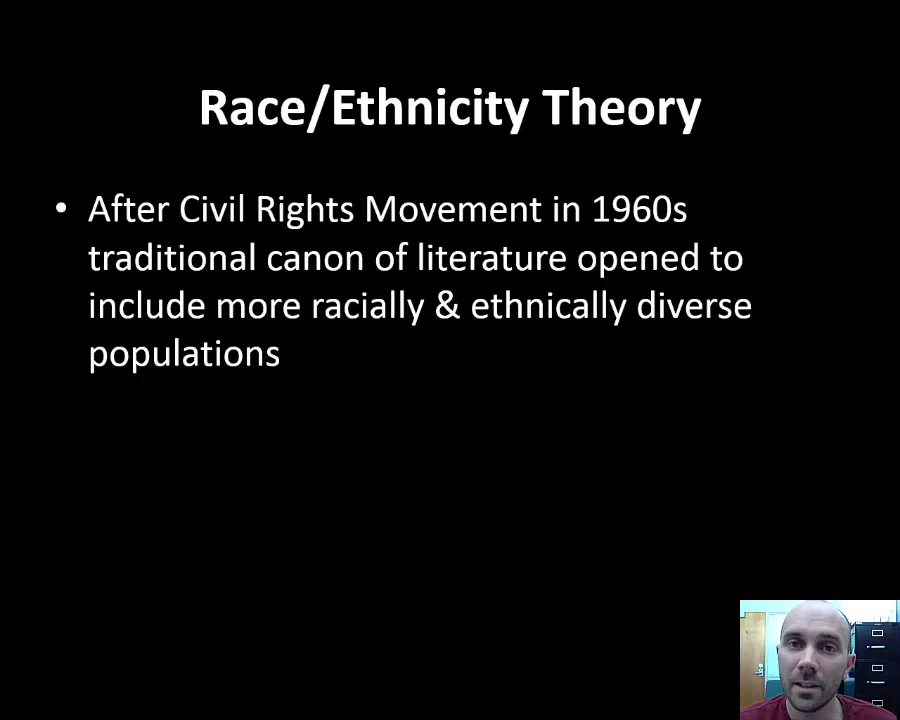 Race/Ethnicity Theory
• After Civil Rights Movement in 1960s
traditional canon of literature opened to
include more racially & ethnically diverse
populations